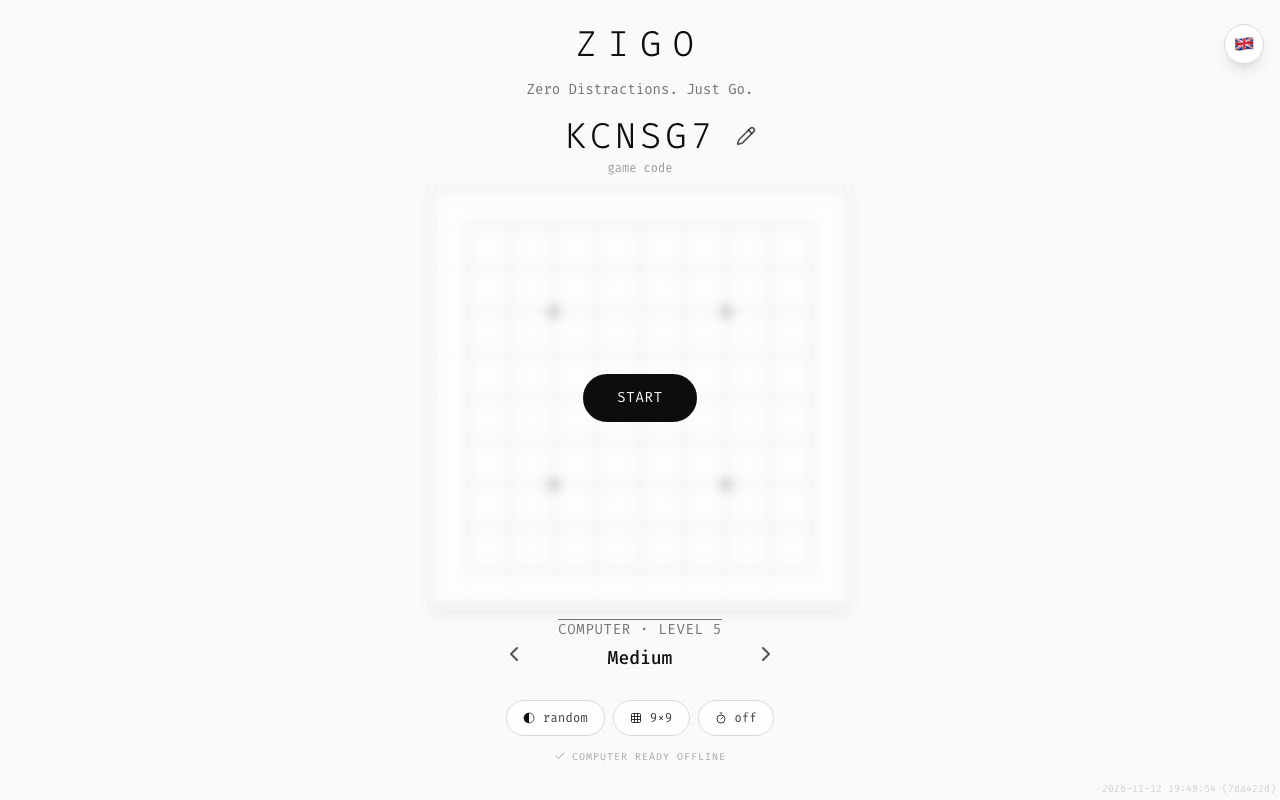 ZIGO
Zero Distractions. Just Go.
KCNSG7
game code
START
COMPUTER · LEVEL 5
Medium
random
9×9
off
COMPUTER READY OFFLINE
2026-11-12 19:48:54 (7da422d)